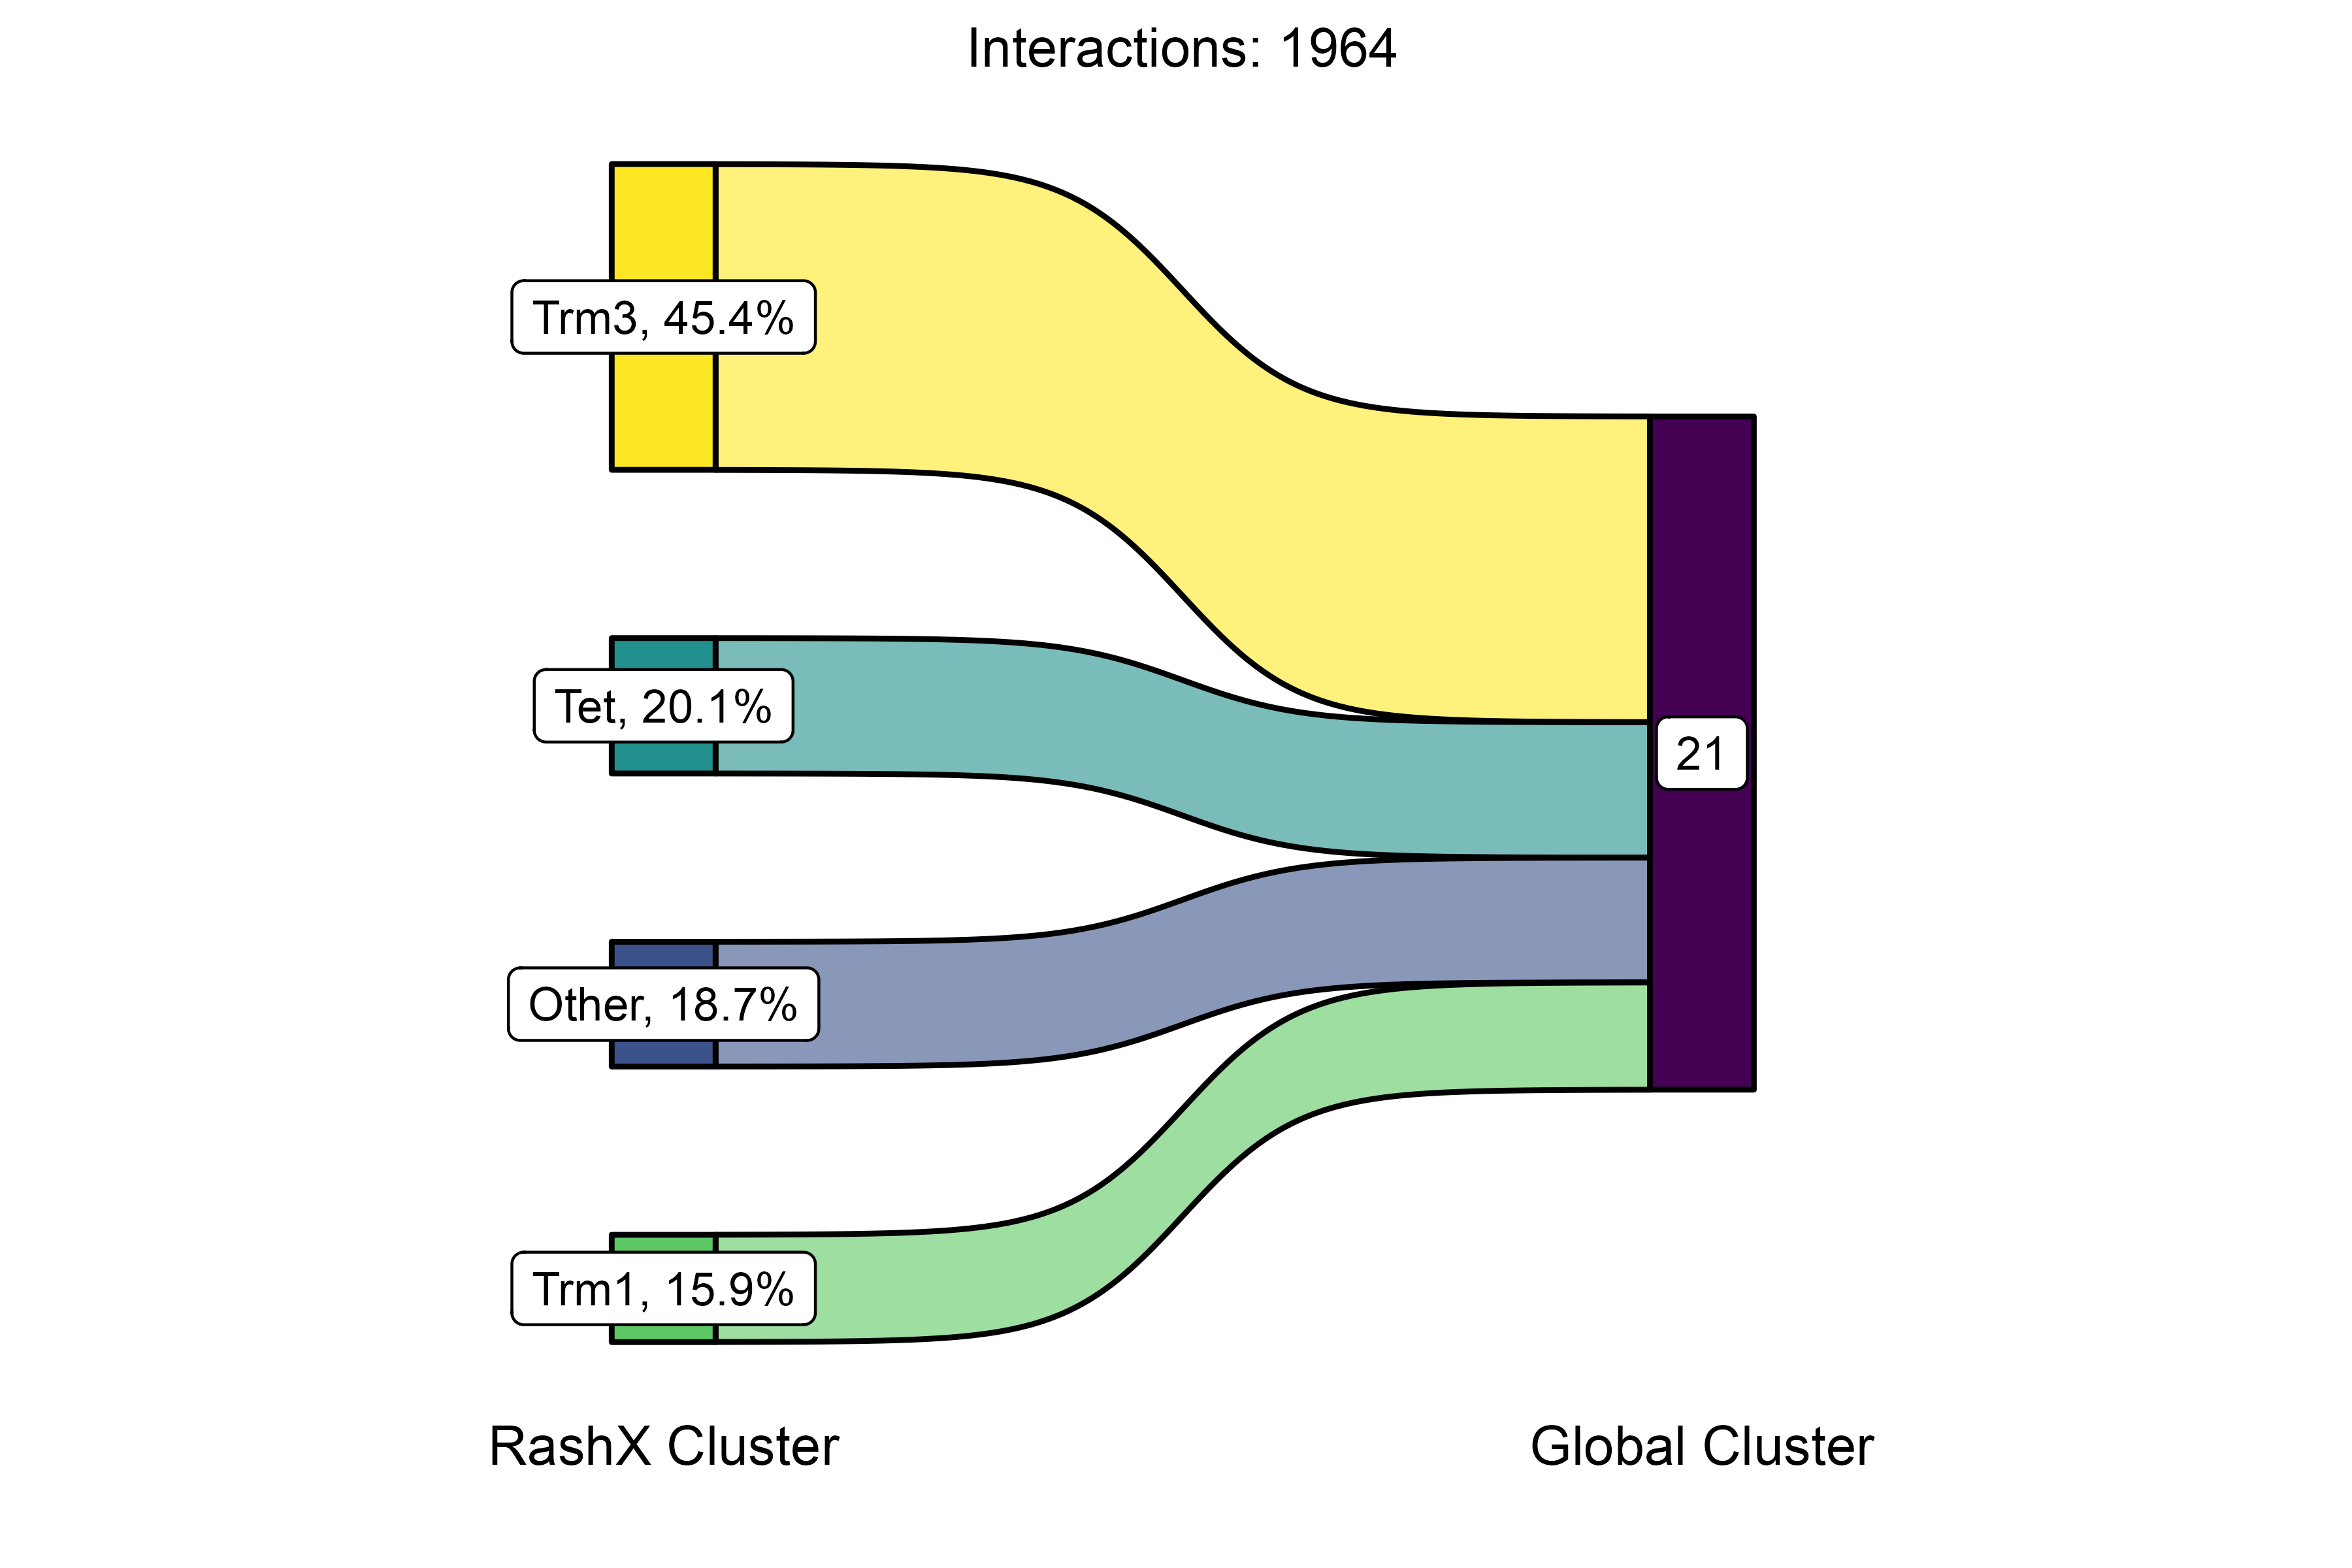 Interactions: 1964
Trm3, 45.4%
Tet, 20.1%
21
Other, 18.7%
Trm1, 15.9%
RashX Cluster
Global Cluster